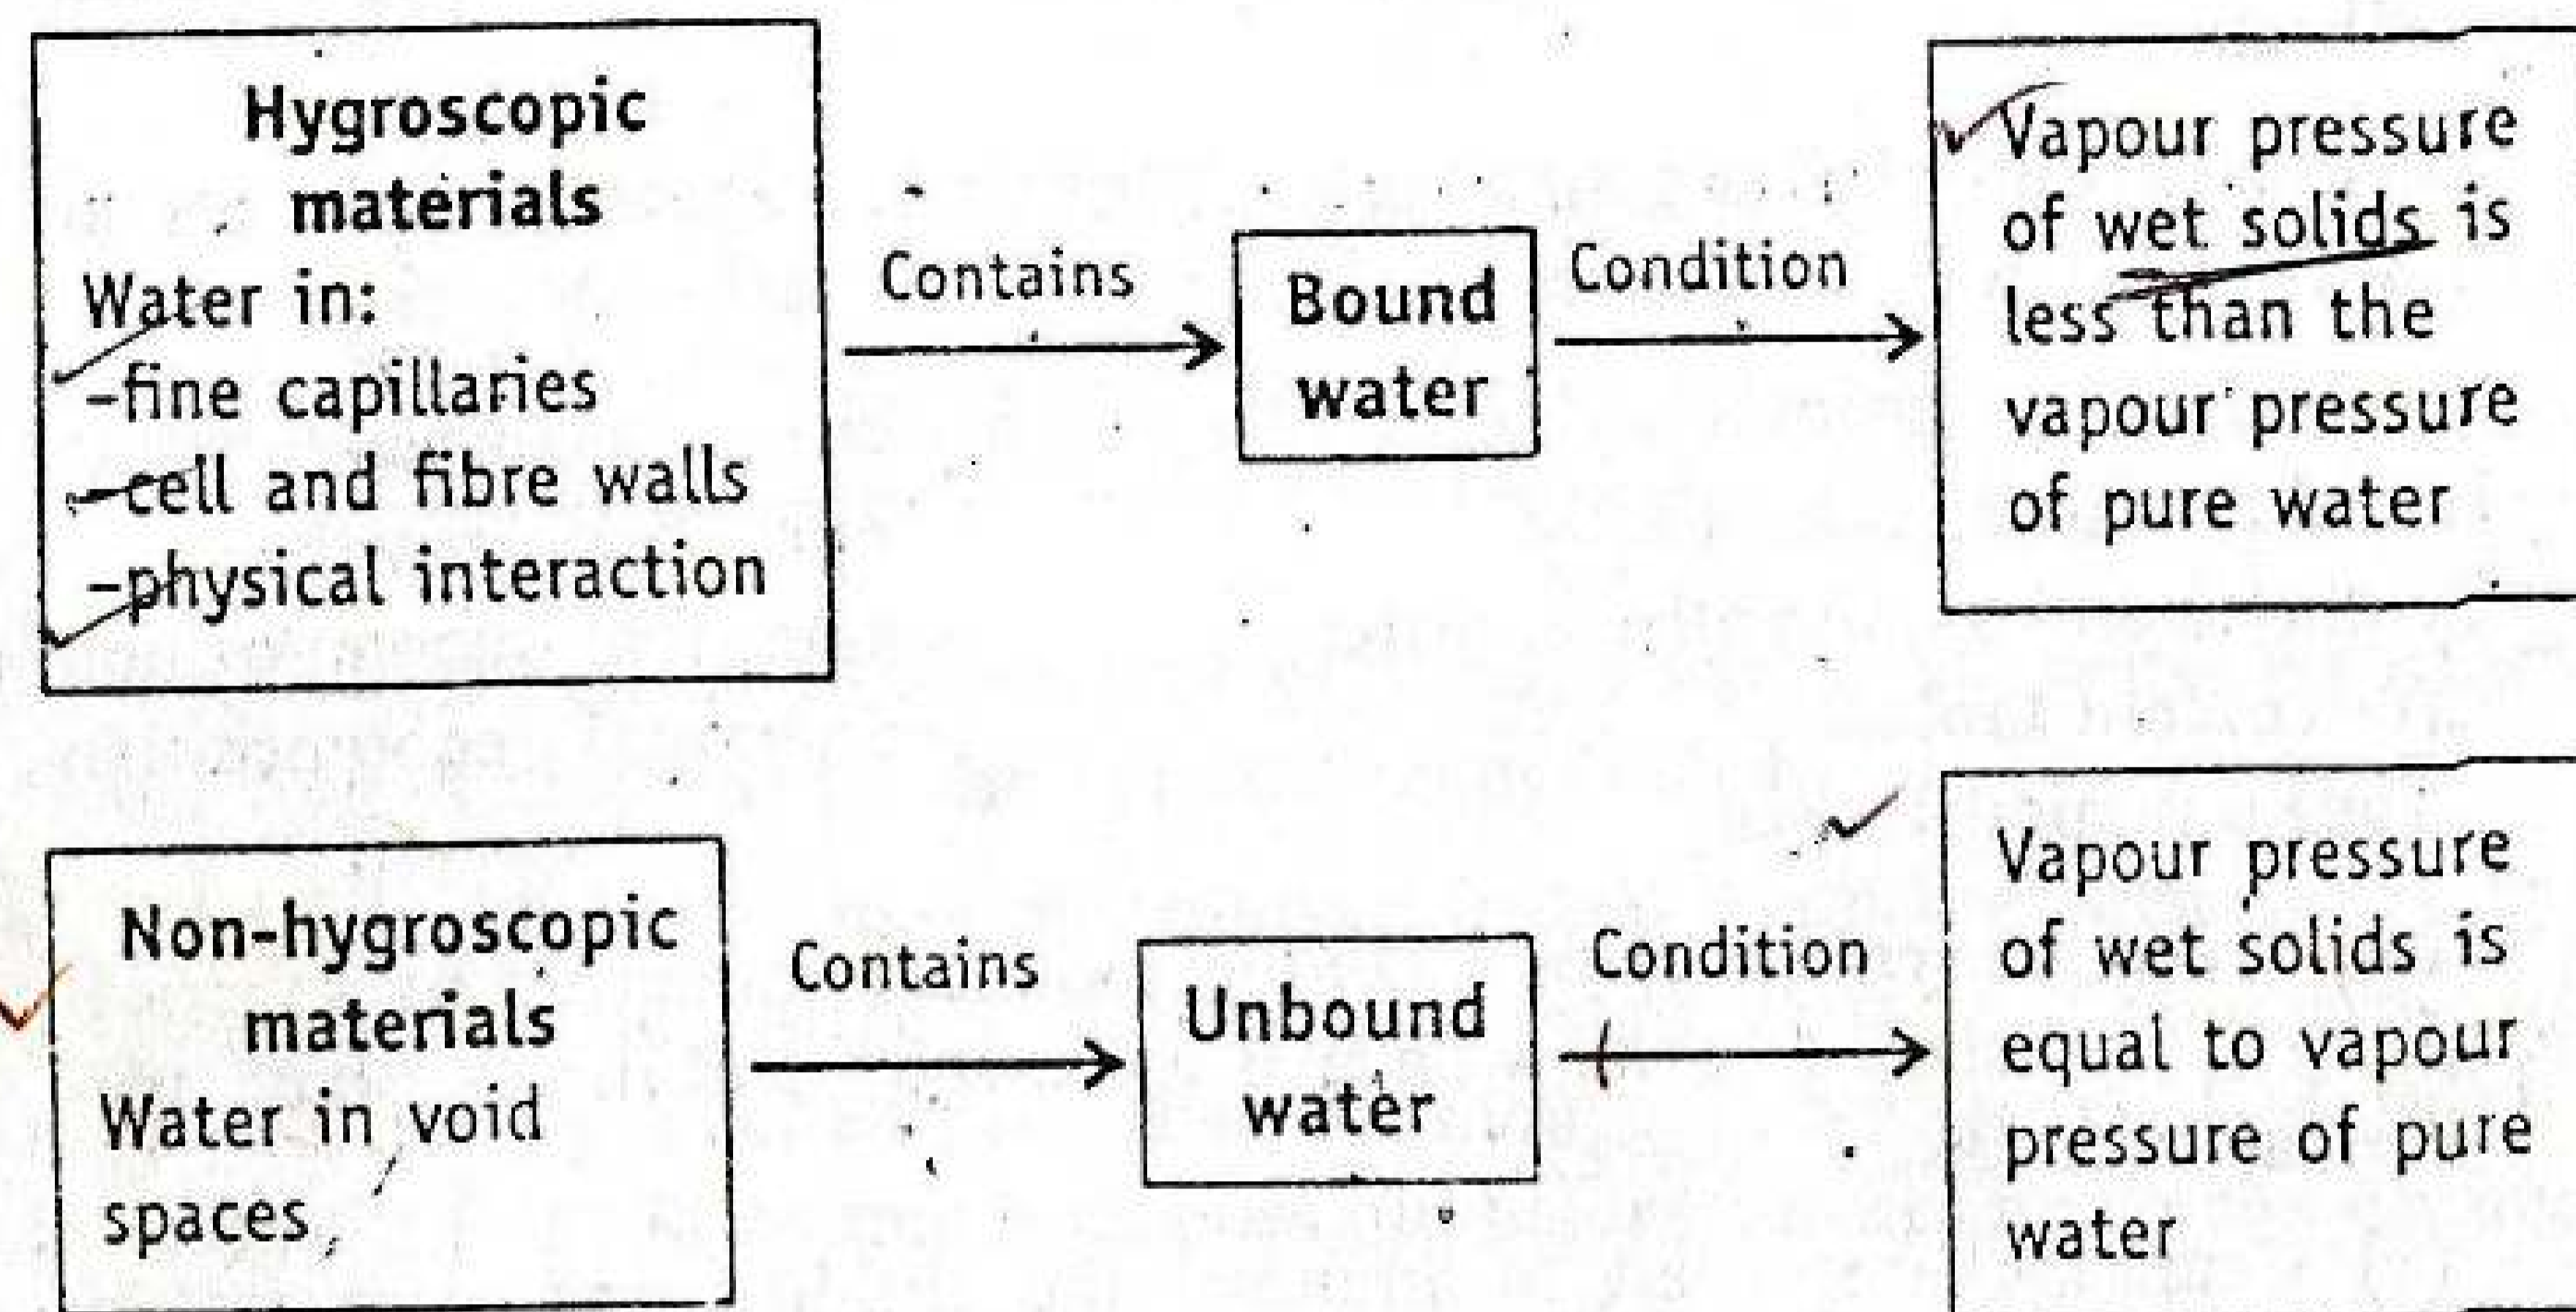 Hygroscopic
materials
Water in:
–fine capillaries
–cell and fibre walls
–physical interaction
Contains
Bound
water
Condition
Vapour pressure
of wet solids is
less than the
vapour pressure
of pure water
Non-hygroscopic
materials
Water in void
spaces,
Contains
Unbound
water
Condition
Vapour pressure
of wet solids is
equal to vapour
pressure of pure
water